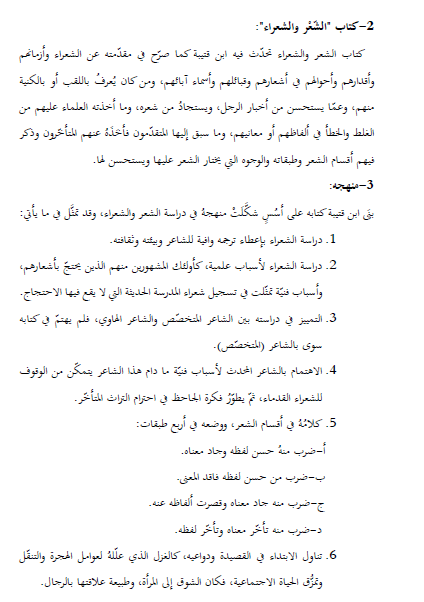 2-كتاب "الشّعْر والشعراء":
كتاب الشعر والشعراء تحدّث فيه ابن قتيبة كما صرّح في مقدّمته عن الشعراء وأزمانهم
وأقدارهم وأحوالهم في أشعارهم وقبائلهم وأسماء آبائهم، ومن كان يُعرفُ باللقب أو بالكنية
منهم، وعمّا يستحسن من أخبار الرجل، ويستجادُ من شعره، وما أخذته العلماء عليهم من
الغلط والخطأ في ألفاظهم أو معانيهم، وما سبق إليها المتقدّمون فأخذَهُ عنهم المتأخّرون وذكر
فيهم أقسام الشعر وطبقاته والوجوه التي يختار الشعر عليها ويستحسن لها.
3-منهجه:
بنَى ابن قتيبة كتابه على أُسُسٍ شكَّلَتْ منهجهُ في دراسة الشعر والشعراء، وقد تمثَّل في ما يأتي:
1. دراسة الشعراء بإعطاء ترجمه وافية للشاعر وبيئته وثقافته.
2. دراسة الشعراء لأسباب علمية، كأولئك المشهورين منهم الذين يحتجّ بأشعارهم،
وأسباب فنيّة تمثلت في تسجيل شعراء المدرسة الحديثة التي لا يقع فيها الاحتجاج.
3. التمييز في دراسته بين الشاعر المتخصّص والشاعر الهاوي، فلم يهتمّ في كتابه
سوى بالشاعر (المتخصّص).
4. الاهتمام بالشاعر المحدث لأسباب فنيّة ما دام هذا الشاعر يتمكّن من الوقوف
للشعراء القدماء، ثمّ يطوّرُ فكرة الجاحظ في احترام التراث المتأخّر.
5. كلامُهُ في أقسام الشعر، ووضعه في أربع طبقات:
أ-ضرب منهُ حسن لفظه وجاد معناه.
ب-ضرب من حسن لفظه فاقد المعنى.
ج-ضرب منه جاد معناه وقصرت ألفاظه عنه.
د-ضرب منه تأخّر معناه وتأخّر لفظه.
6. تناول الابتداء في القصيدة ودواعيه، كالغزل الذي علّلهُ لعوامل الهجرة والتنقّل
وتمزُّق الحياة الاجتماعية، فكان الشوق إلى المرأة، وطبيعة علاقتها بالرجال.